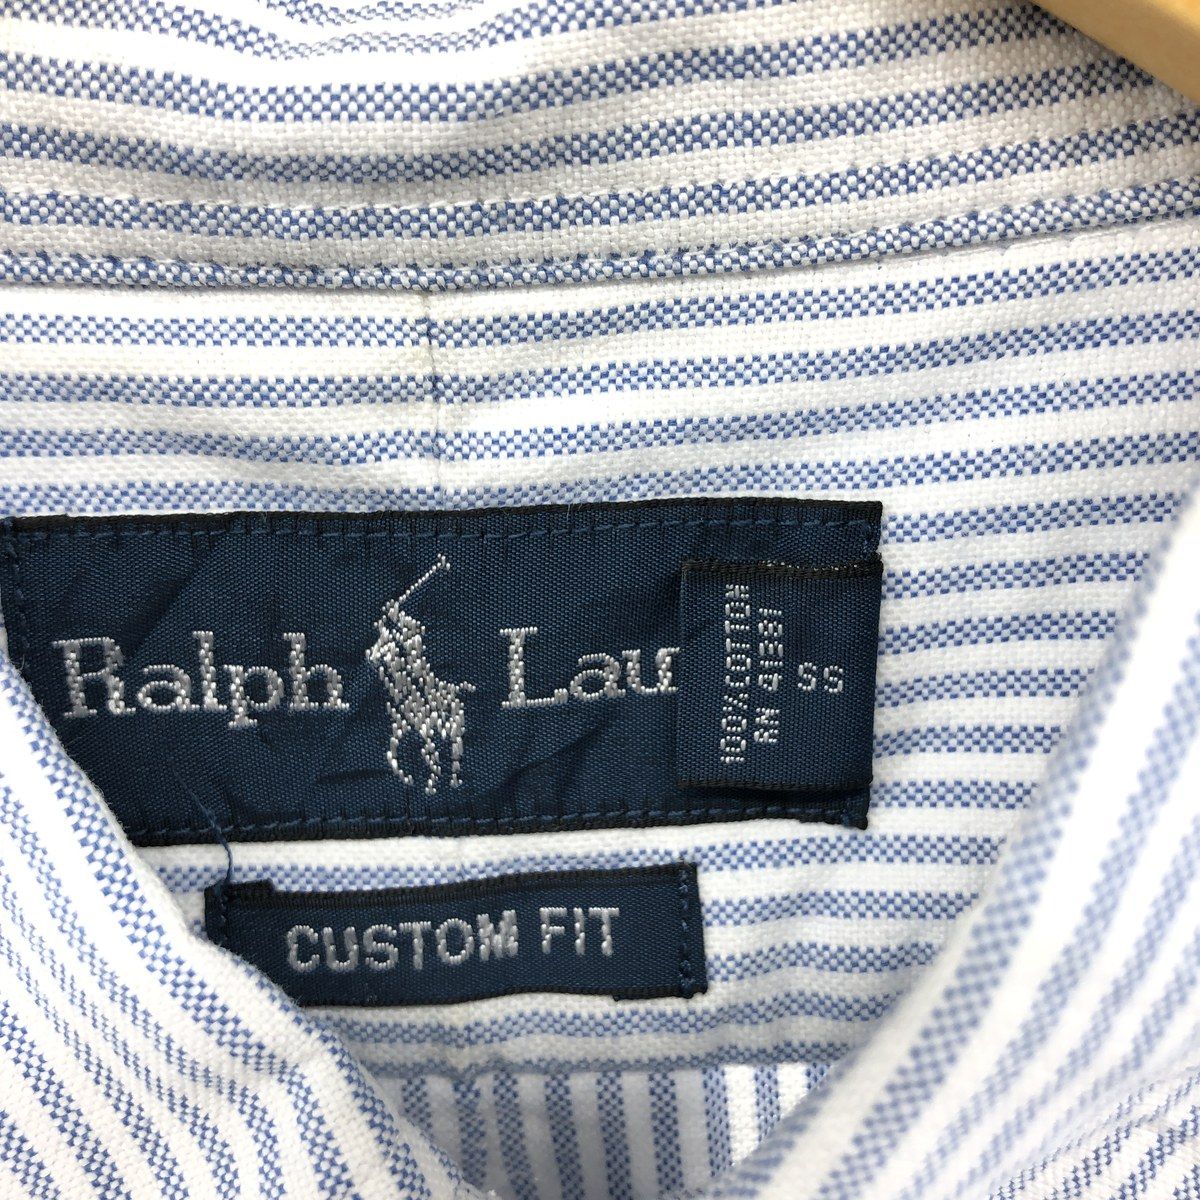 Ralph Lau
SS
RN 41381
100% COTTON
CUSTOM FIT